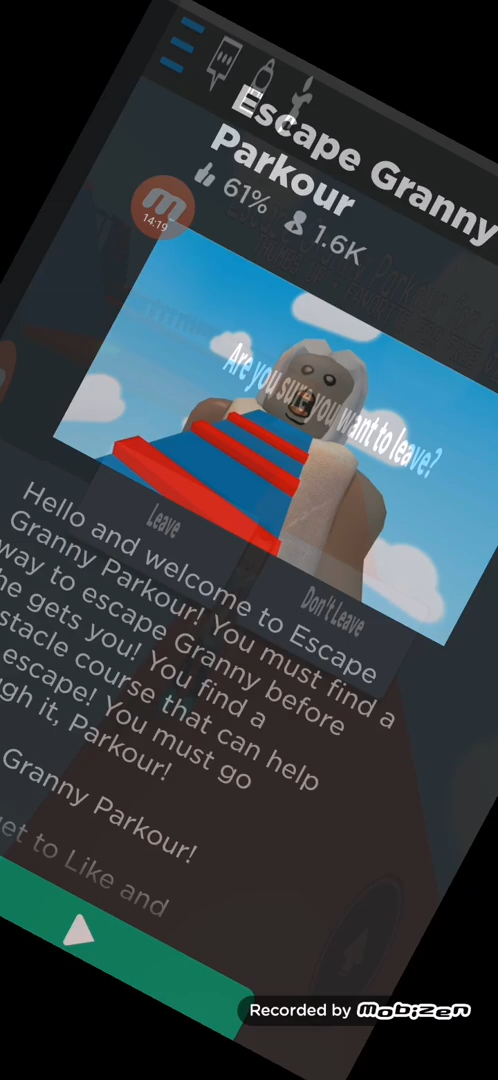 Escape Granny
Parkour
61% 1.6K
14:19
Are you sure you want to leave?
Leave
Don't Leave
Hello and welcome to Escape
Granny Parkour! You must find a
way to escape Granny before
he gets you! You find a
stacle course that can help
escape! You must go
ugh it, Parkour!
Granny Parkour!
et to Like and
Recorded by Mobizen